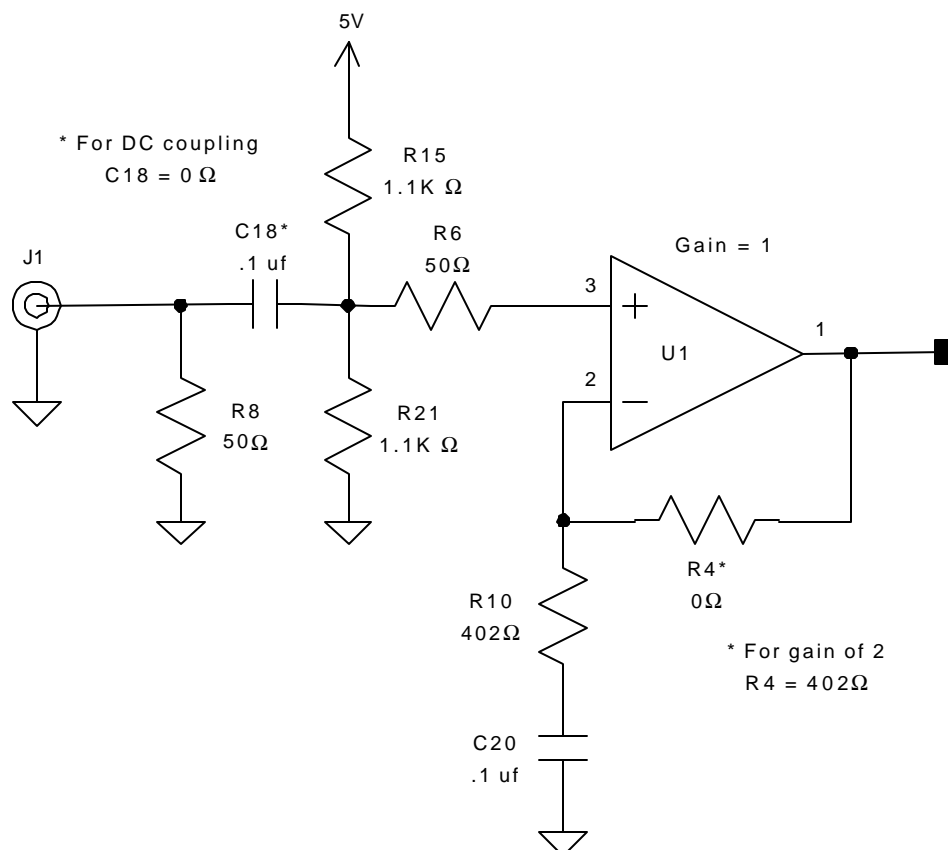 5V
* For DC coupling
C18 = 0 Ω
R15
1.1K Ω
C18*
.1 uf
R6
50Ω
Gain = 1
J1
3
+
U1
1
2
−
R8
50Ω
R21
1.1K Ω
R4*
0Ω
R10
402Ω
* For gain of 2
R4 = 402Ω
C20
.1 uf